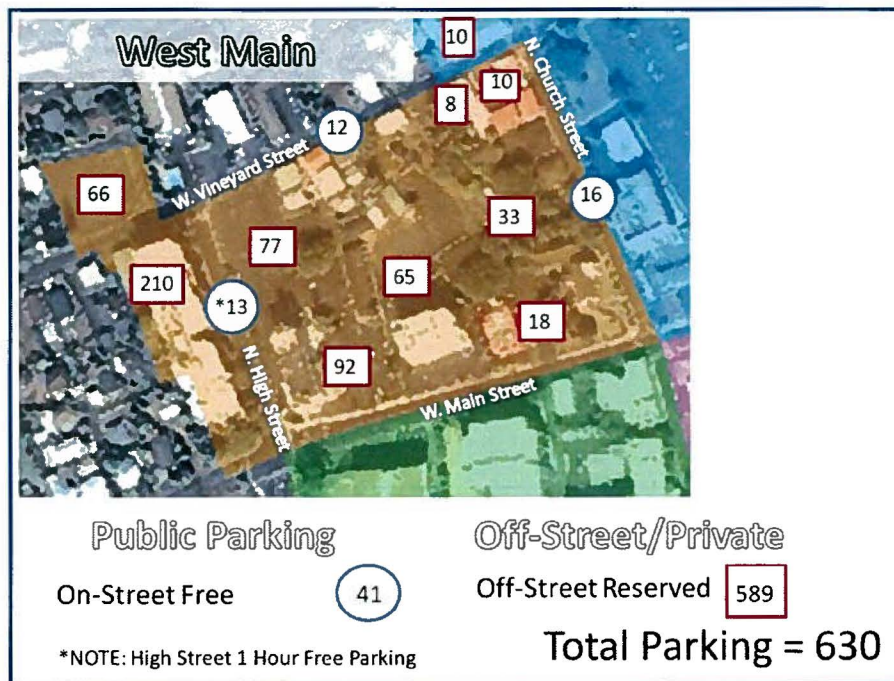 West Main
10
N. Church Street
10
8
12
W. Vineyard Street
66
16
33
77
65
210
*13
18
92
N. High Street
W. Main Street
Public Parking
Off-Street/Private
On-Street Free
41
Off-Street Reserved
589
*NOTE: High Street 1 Hour Free Parking
Total Parking = 630